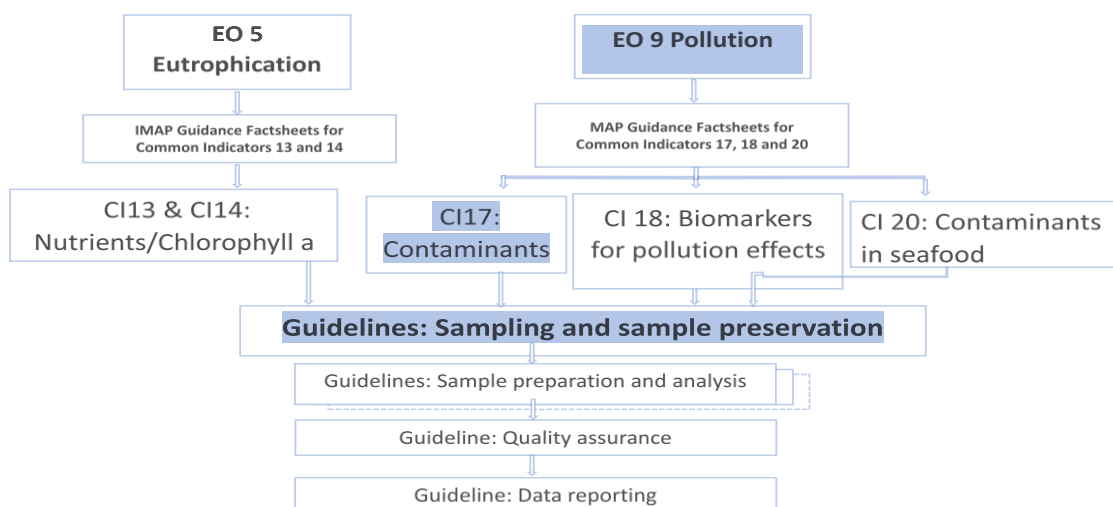 EO 5
Eutrophication
EO 9 Pollution
IMAP Guidance Factsheets for
Common Indicators 13 and 14
MAP Guidance Factsheets for
Common Indicators 17, 18 and 20
CI13 & CI14:
Nutrients/Chlorophyll a
CI17:
Contaminants
CI 18: Biomarkers
for pollution effects
CI 20: Contaminants
in seafood
Guidelines: Sampling and sample preservation
Guidelines: Sample preparation and analysis
Guideline: Quality assurance
Guideline: Data reporting